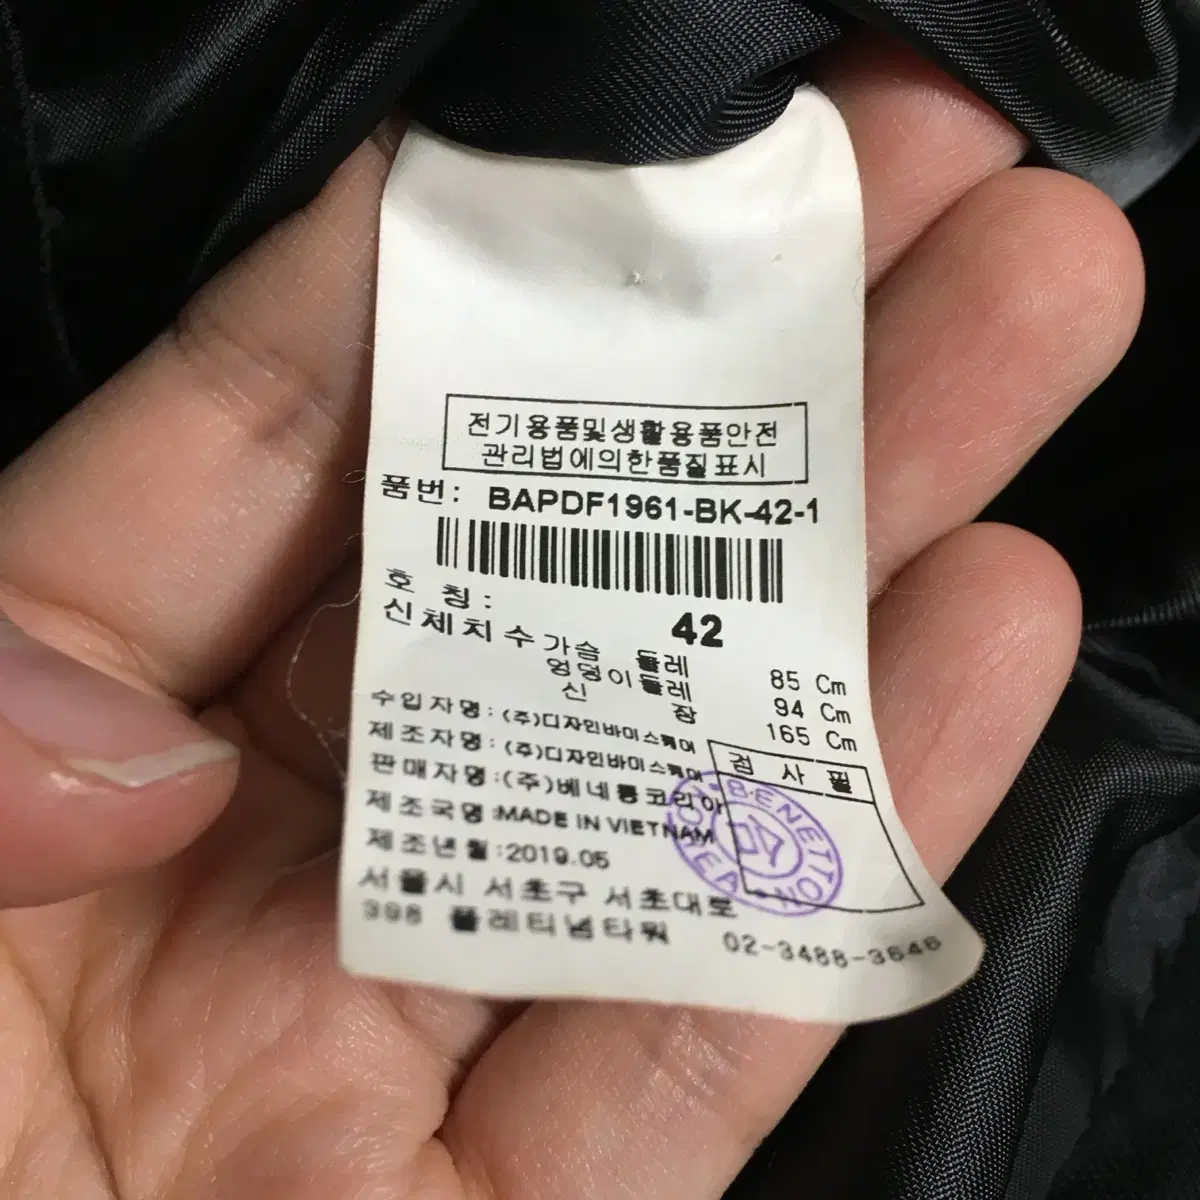 전기용품및생활용품안전
관리법에의한품질표시
품번: BAPDF1961-BK-42-1
호 칭: 42
신체치수 가슴 둘레 85 Cm
엉덩이둘레 94 Cm
신 장 165 Cm
수입자명:(주)디자인바이스퀘어
제조자명:(주)디자인바이스퀘어
판매자명:(주)베네통코리아
제조국명:MADE IN VIETNAM
제조년월:2019.05
서울시 서초구 서초대로
398 플래티넘타워 02-3488-3646
검 사 필
BENETTON KOREA